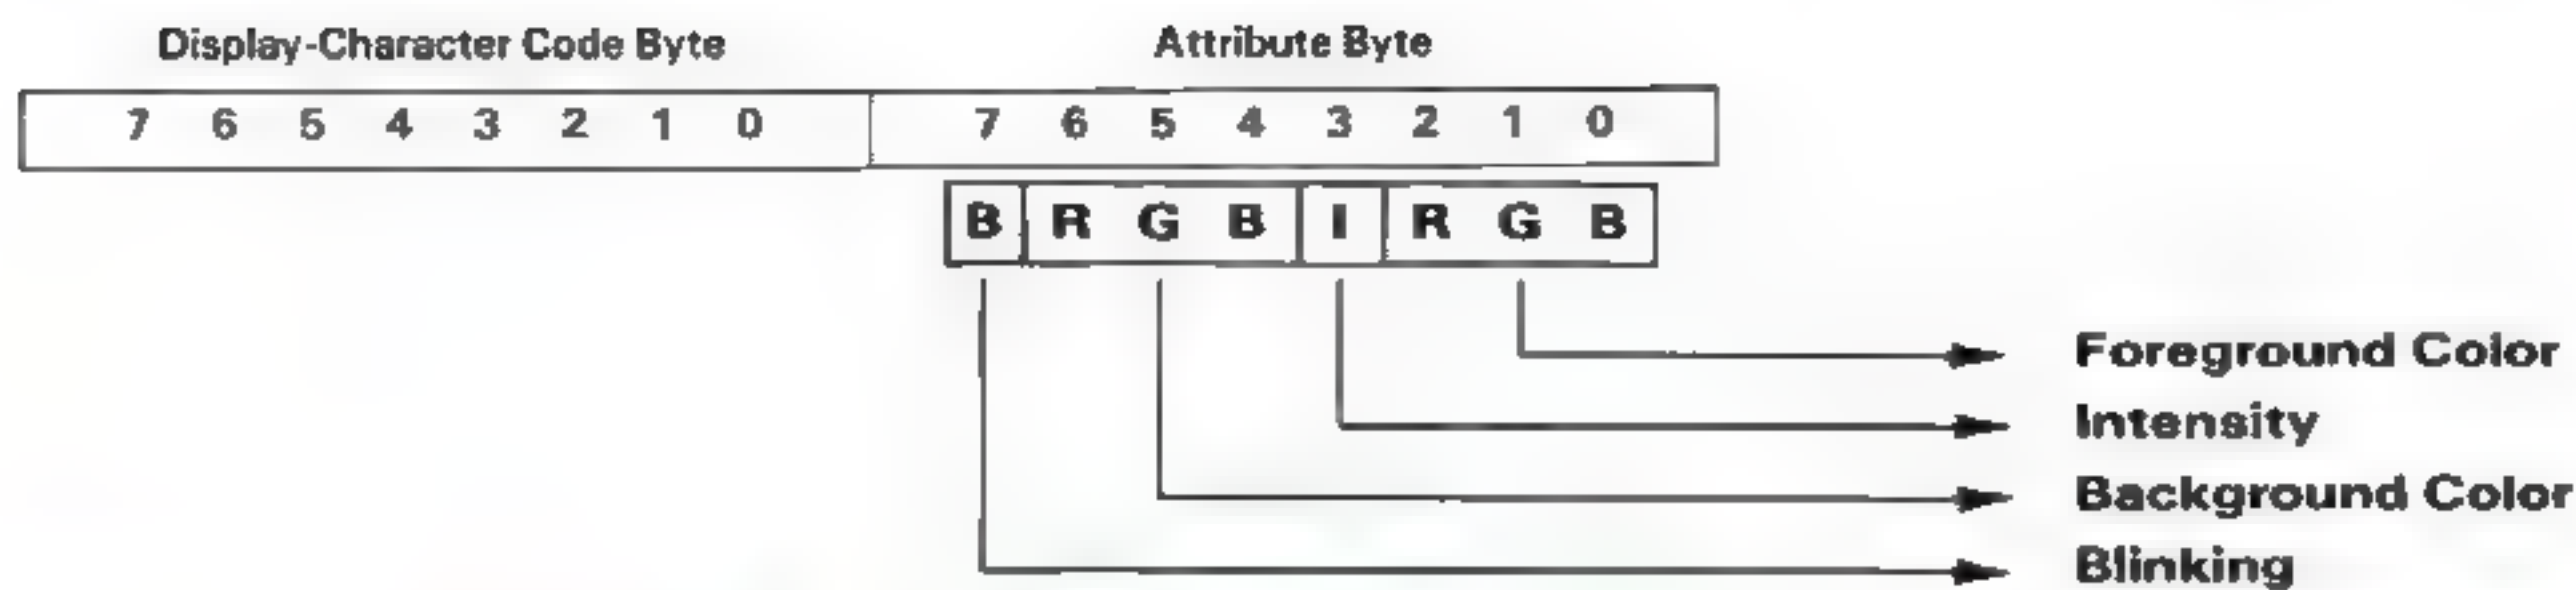 Display-Character Code Byte Attribute Byte
7 6 5 4 3 2 1 0 7 6 5 4 3 2 1 0
B R G B I R G B
Foreground Color
Intensity
Background Color
Blinking